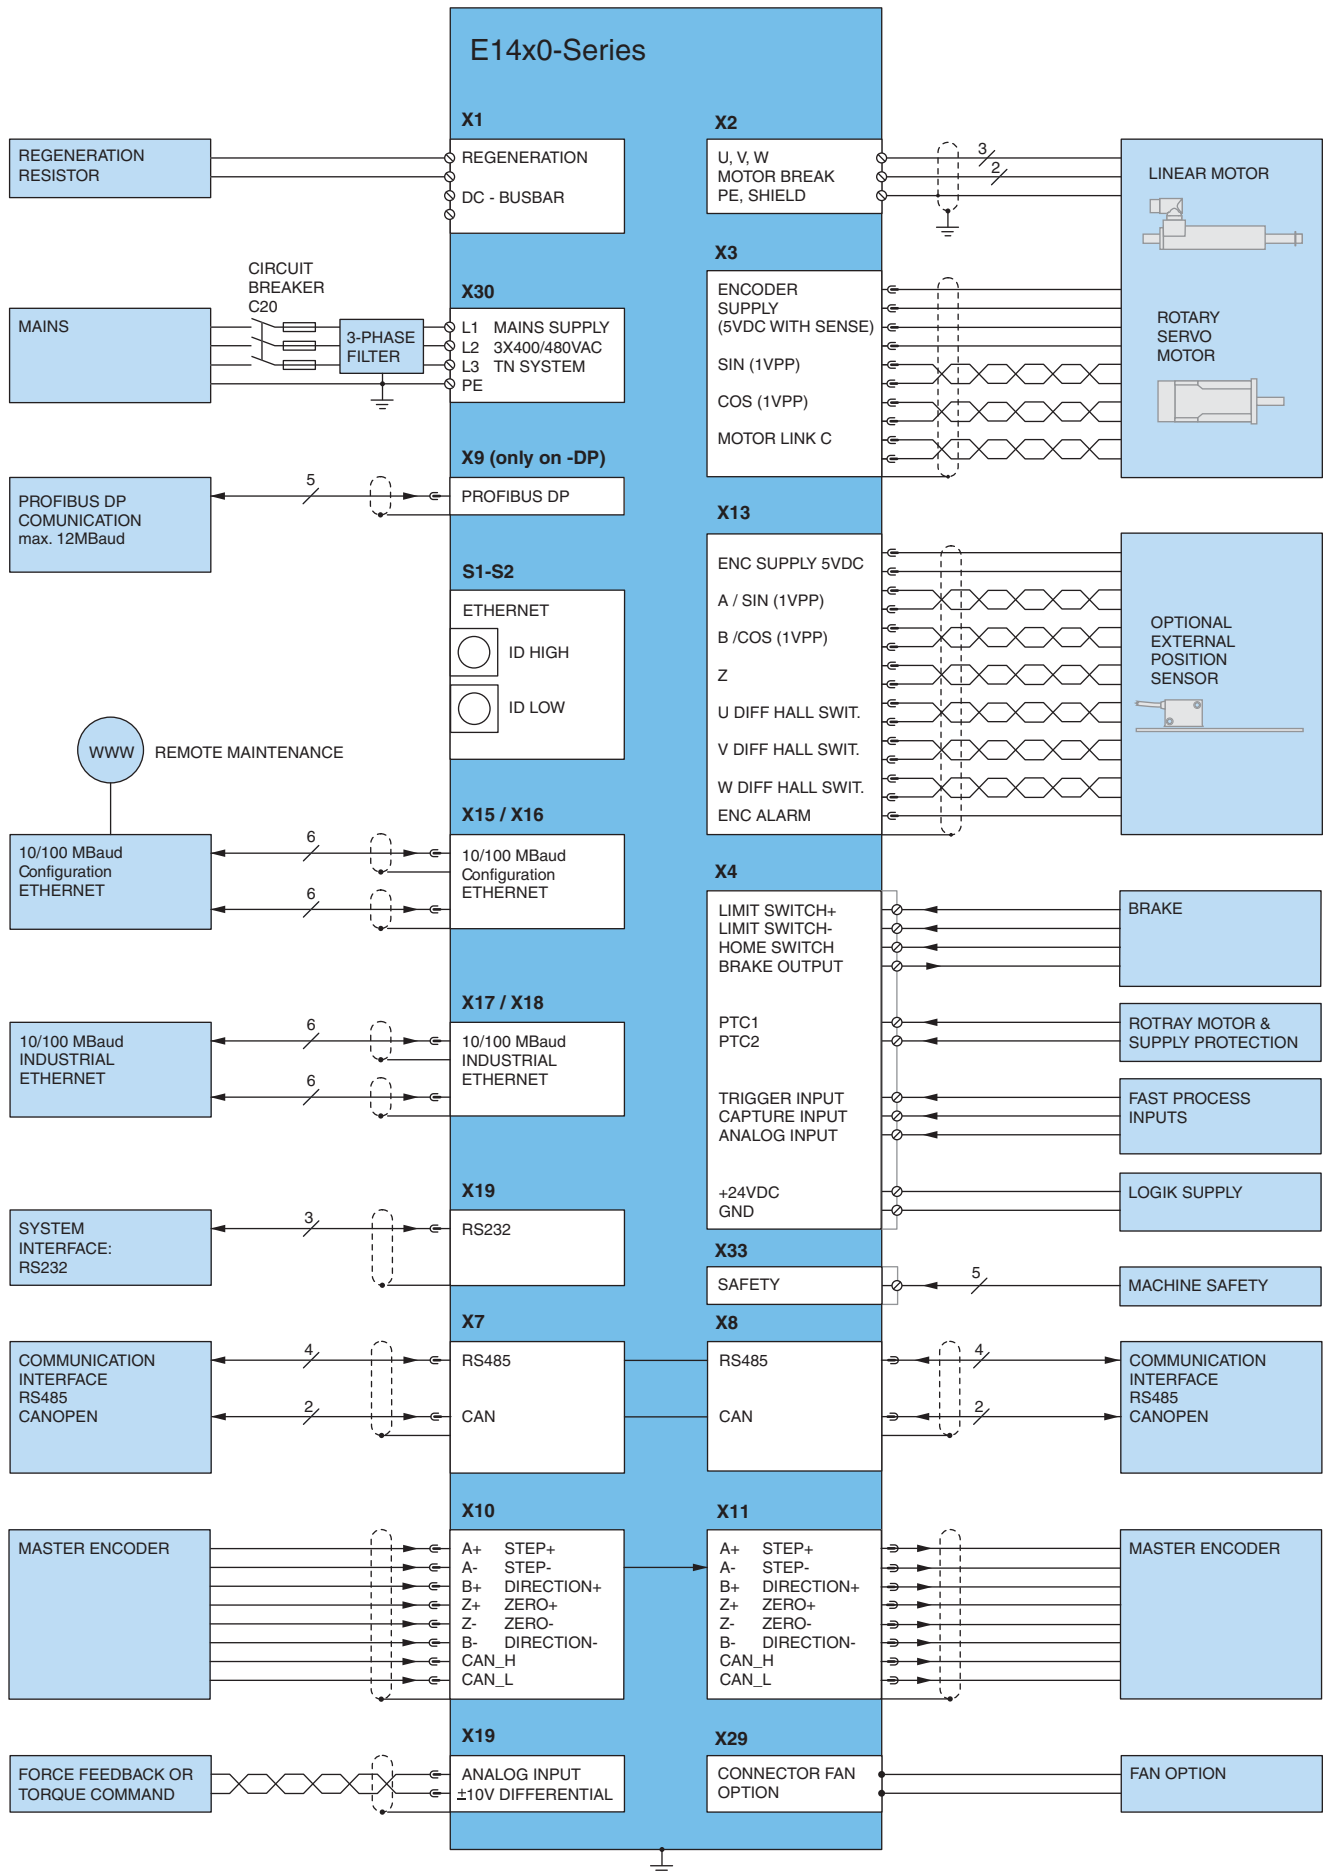 E14x0-Series
X1
REGENERATION
RESISTOR
REGENERATION
DC - BUSBAR
X2
U, V, W
MOTOR BREAK
PE, SHIELD
3
2
LINEAR MOTOR
ROTARY
SERVO
MOTOR
CIRCUIT
BREAKER
C20
X30
MAINS
3-PHASE
FILTER
L1 MAINS SUPPLY
L2 3X400/480VAC
L3 TN SYSTEM
PE
X3
ENCODER
SUPPLY
(5VDC WITH SENSE)
SIN (1VPP)
COS (1VPP)
MOTOR LINK C
X9 (only on -DP)
PROFIBUS DP
COMUNICATION
max. 12MBaud
5
PROFIBUS DP
X13
ENC SUPPLY 5VDC
A / SIN (1VPP)
B /COS (1VPP)
Z
U DIFF HALL SWIT.
V DIFF HALL SWIT.
W DIFF HALL SWIT.
ENC ALARM
OPTIONAL
EXTERNAL
POSITION
SENSOR
S1-S2
ETHERNET
ID HIGH
ID LOW
WWW
REMOTE MAINTENANCE
X15 / X16
10/100 MBaud
Configuration
ETHERNET
6
6
10/100 MBaud
Configuration
ETHERNET
X4
LIMIT SWITCH+
LIMIT SWITCH-
HOME SWITCH
BRAKE OUTPUT
BRAKE
PTC1
PTC2
ROTRAY MOTOR &
SUPPLY PROTECTION
TRIGGER INPUT
CAPTURE INPUT
ANALOG INPUT
FAST PROCESS
INPUTS
+24VDC
GND
LOGIK SUPPLY
X17 / X18
10/100 MBaud
INDUSTRIAL
ETHERNET
6
6
10/100 MBaud
INDUSTRIAL
ETHERNET
X19
SYSTEM
INTERFACE:
RS232
3
RS232
X33
SAFETY
5
MACHINE SAFETY
X7
COMMUNICATION
INTERFACE
RS485
CANOPEN
4
2
RS485
CAN
X8
RS485
CAN
4
2
COMMUNICATION
INTERFACE
RS485
CANOPEN
X10
MASTER ENCODER
A+ STEP+
A- STEP-
B+ DIRECTION+
Z+ ZERO+
Z- ZERO-
B- DIRECTION-
CAN_H
CAN_L
X11
A+ STEP+
A- STEP-
B+ DIRECTION+
Z+ ZERO+
Z- ZERO-
B- DIRECTION-
CAN_H
CAN_L
MASTER ENCODER
X19
FORCE FEEDBACK OR
TORQUE COMMAND
ANALOG INPUT
±10V DIFFERENTIAL
X29
CONNECTOR FAN
OPTION
FAN OPTION